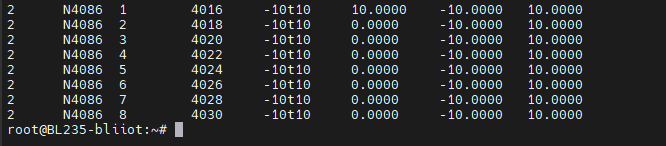 2 N4086 1 4016 -10t10 10.0000 -10.0000 10.0000
2 N4086 2 4018 -10t10 0.0000 -10.0000 10.0000
2 N4086 3 4020 -10t10 0.0000 -10.0000 10.0000
2 N4086 4 4022 -10t10 0.0000 -10.0000 10.0000
2 N4086 5 4024 -10t10 0.0000 -10.0000 10.0000
2 N4086 6 4026 -10t10 0.0000 -10.0000 10.0000
2 N4086 7 4028 -10t10 0.0000 -10.0000 10.0000
2 N4086 8 4030 -10t10 0.0000 -10.0000 10.0000
root@BL235-bliiot:~#